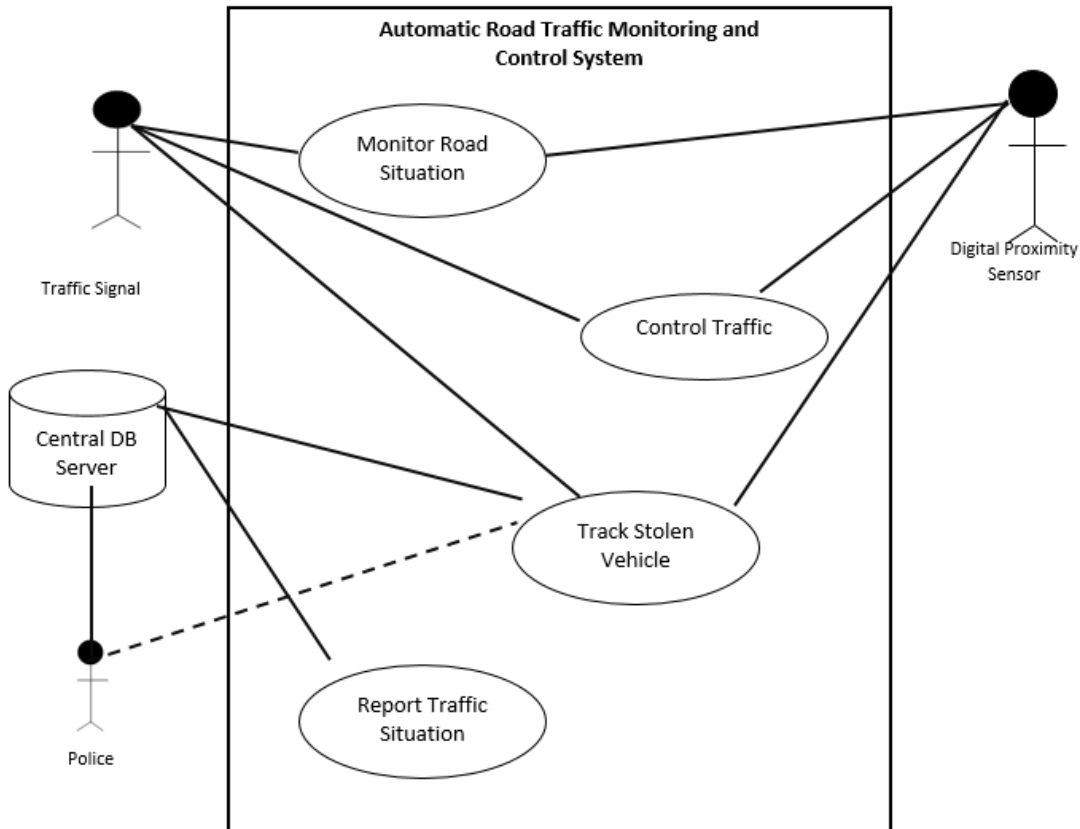 Automatic Road Traffic Monitoring and
Control System
Monitor Road
Situation
Digital Proximity
Sensor
Traffic Signal
Control Traffic
Central DB
Server
Track Stolen
Vehicle
Report Traffic
Situation
Police